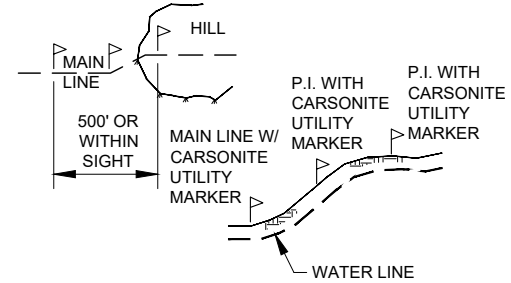 HILL
MAIN
LINE
500' OR
WITHIN
SIGHT
MAIN LINE W/
CARSONITE
UTILITY
MARKER
P.I. WITH
CARSONITE
UTILITY
MARKER
P.I. WITH
CARSONITE
UTILITY
MARKER
WATER LINE